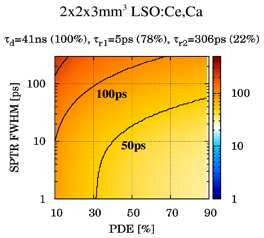 2x2x3mm³ LSO:Ce,Ca
τd=41ns (100%), τr1=5ps (78%), τr2=306ps (22%)
SPTR FWHM [ps]
100
10
1
100ps
50ps
10 30 50 70 90
PDE [%]
100
10
1